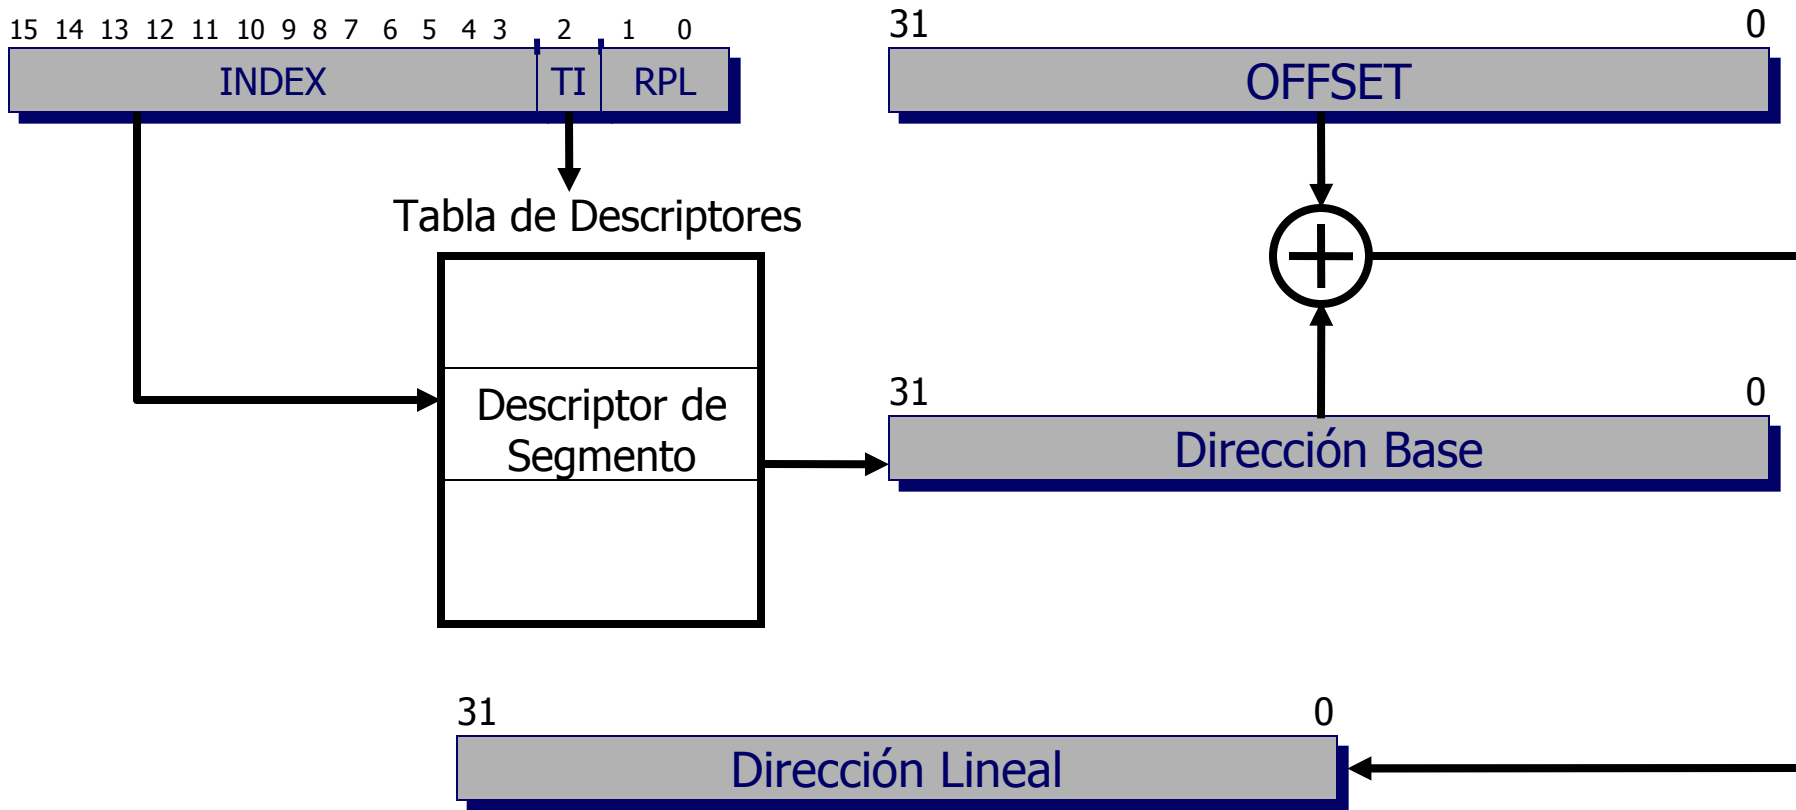 15 14 13 12 11 10 9 8 7 6 5 4 3 2 1 0
INDEX TI RPL
31 0
OFFSET
Tabla de Descriptores
Descriptor de
Segmento
31 0
Dirección Base
31 0
Dirección Lineal